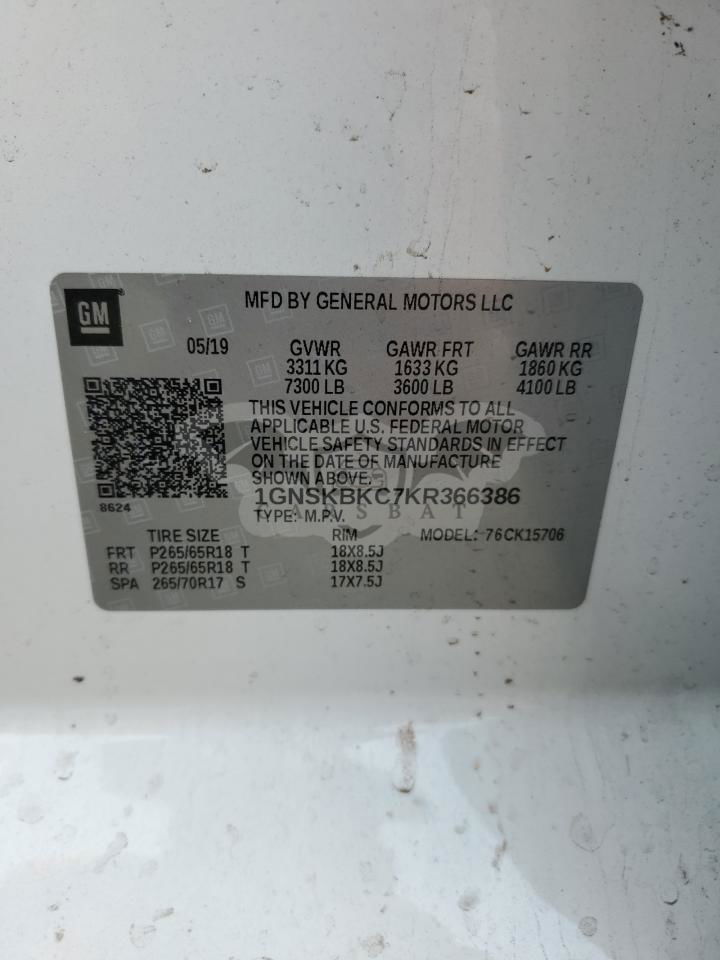 GM
MFD BY GENERAL MOTORS LLC
05/19 GVWR GAWR FRT GAWR RR
3311 KG 1633 KG 1860 KG
7300 LB 3600 LB 4100 LB
THIS VEHICLE CONFORMS TO ALL
APPLICABLE U.S. FEDERAL MOTOR
VEHICLE SAFETY STANDARDS IN EFFECT
ON THE DATE OF MANUFACTURE
SHOWN ABOVE.
1GNSKBKC7KR366386
8624
TYPE: M.P.V.
TIRE SIZE RIM MODEL: 76CK15706
FRT P265/65R18 T 18X8.5J
RR P265/65R18 T 18X8.5J
SPA 265/70R17 S 17X7.5J